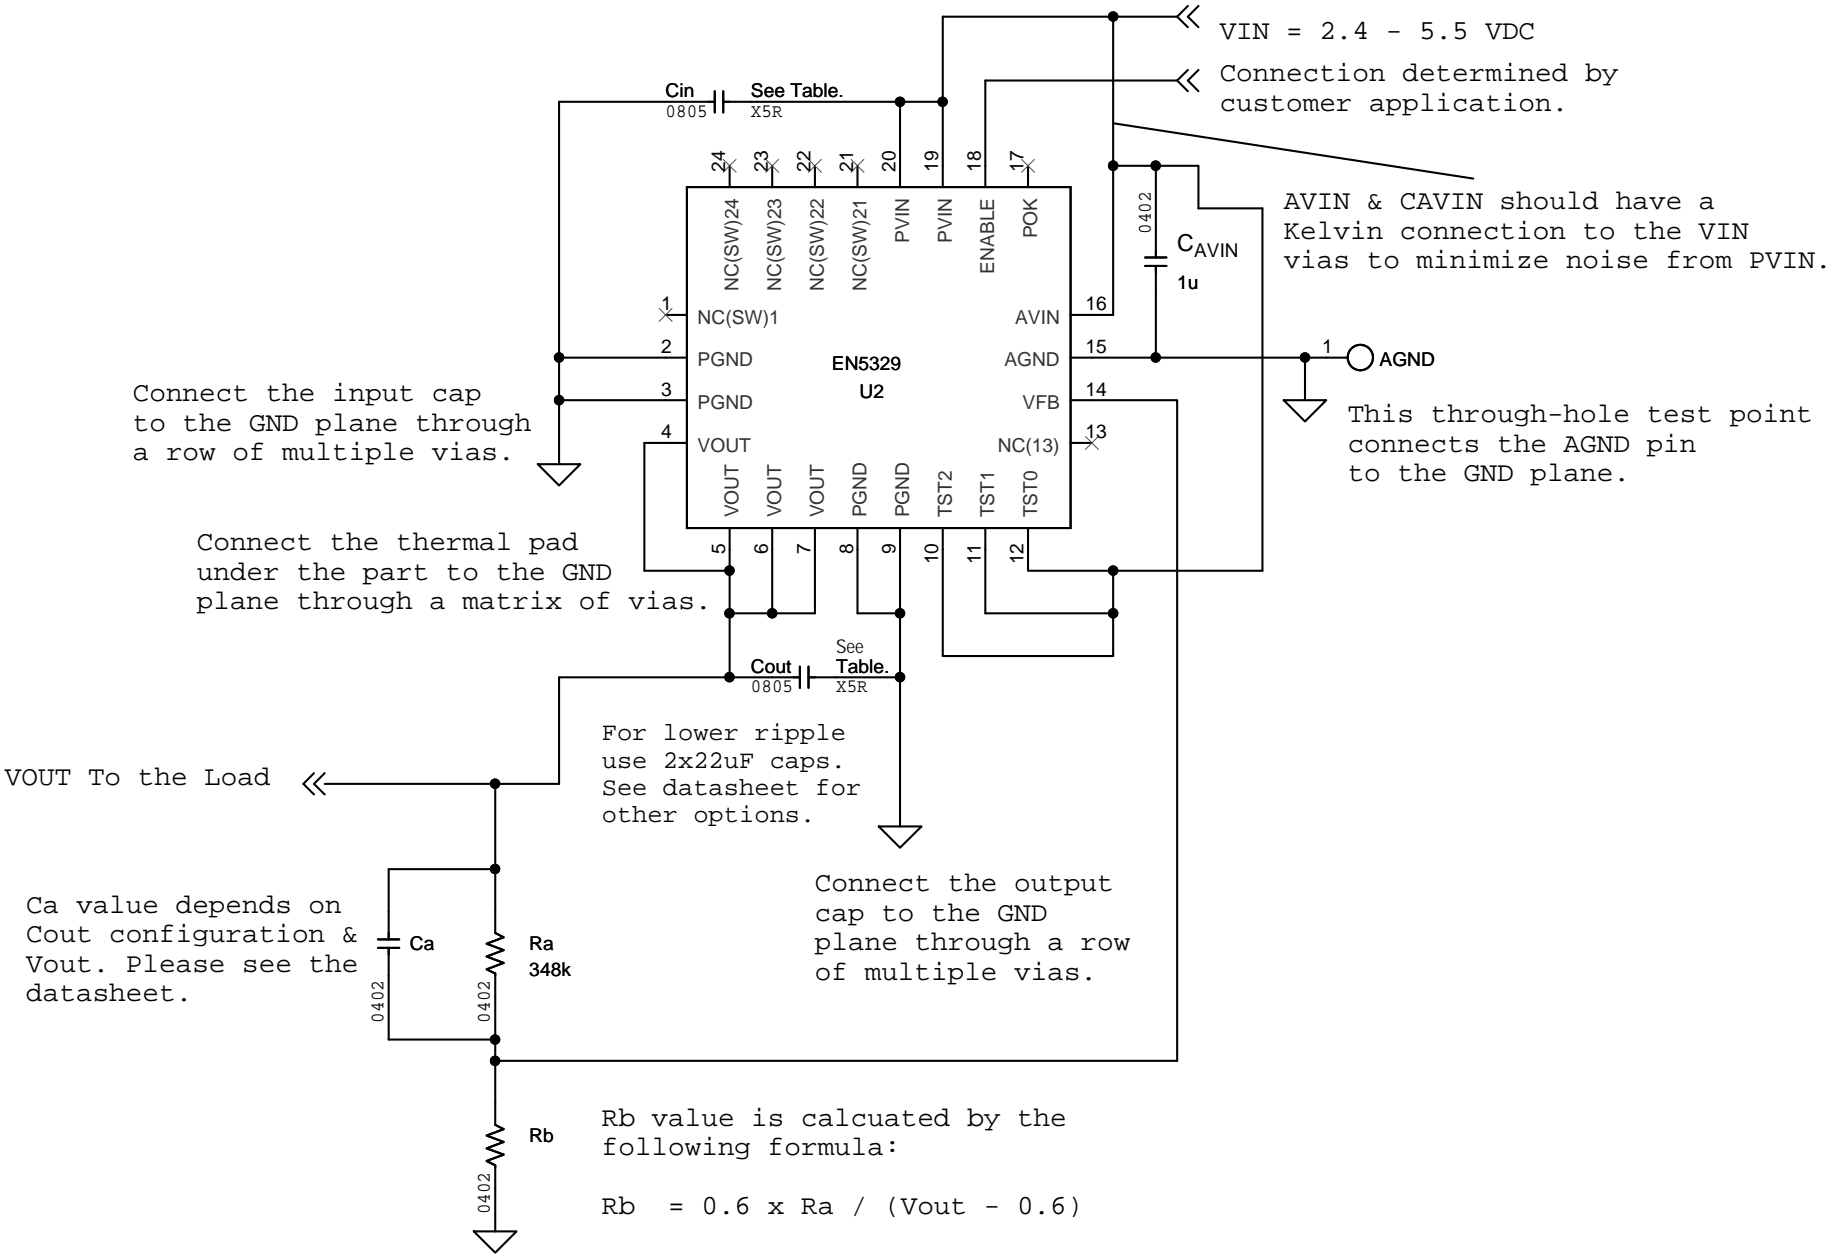 VIN = 2.4 - 5.5 VDC
Connection determined by
customer application.
Cin
0805
See Table.
X5R
24
23
22
21
20
19
18
17
NC(SW)24
NC(SW)23
NC(SW)22
NC(SW)21
PVIN
PVIN
ENABLE
POK
0402
CAVIN
1u
AVIN & CAVIN should have a
Kelvin connection to the VIN
vias to minimize noise from PVIN.
1
NC(SW)1
2
PGND
3
PGND
4
VOUT
EN5329
U2
AVIN
16
AGND
15
VFB
14
NC(13)
13
1
AGND
This through-hole test point
connects the AGND pin
to the GND plane.
Connect the input cap
to the GND plane through
a row of multiple vias.
VOUT
VOUT
VOUT
PGND
PGND
TST2
TST1
TST0
5
6
7
8
9
10
11
12
Connect the thermal pad
under the part to the GND
plane through a matrix of vias.
Cout
0805
See
Table.
X5R
For lower ripple
use 2x22uF caps.
See datasheet for
other options.
VOUT To the Load
Connect the output
cap to the GND
plane through a row
of multiple vias.
Ca value depends on
Cout configuration &
Vout. Please see the
datasheet.
Ca
0402
Ra
348k
0402
Rb
0402
Rb value is calcuated by the
following formula:
Rb = 0.6 x Ra / (Vout - 0.6)